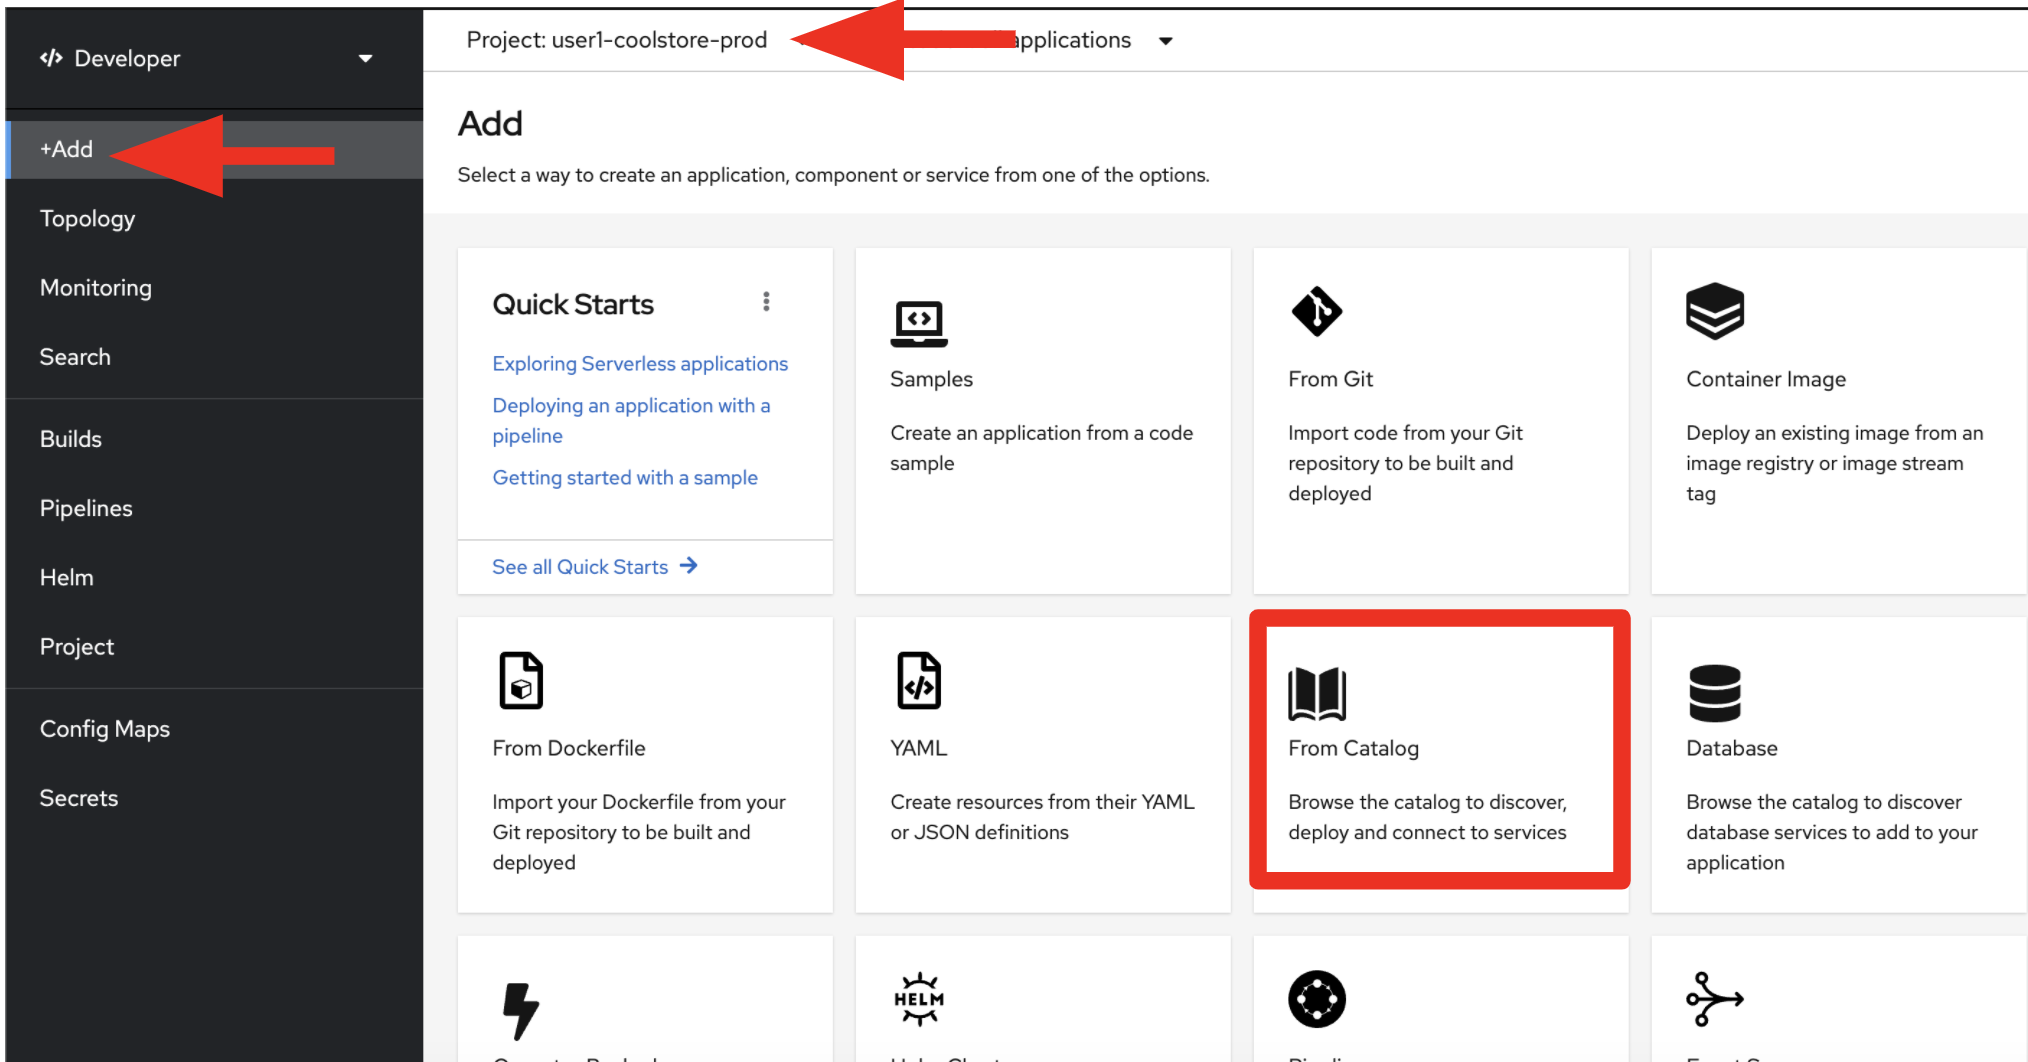 Developer
+Add
Topology
Monitoring
Search
Builds
Pipelines
Helm
Project
Config Maps
Secrets
Project: user1-coolstore-prod
applications
Add
Select a way to create an application, component or service from one of the options.
Quick Starts
Exploring Serverless applications
Deploying an application with a
pipeline
Getting started with a sample
See all Quick Starts
Samples
Create an application from a code
sample
From Git
Import code from your Git
repository to be built and
deployed
Container Image
Deploy an existing image from an
image registry or image stream
tag
From Dockerfile
Import your Dockerfile from your
Git repository to be built and
deployed
YAML
Create resources from their YAML
or JSON definitions
From Catalog
Browse the catalog to discover,
deploy and connect to services
Database
Browse the catalog to discover
database services to add to your
application
HELM